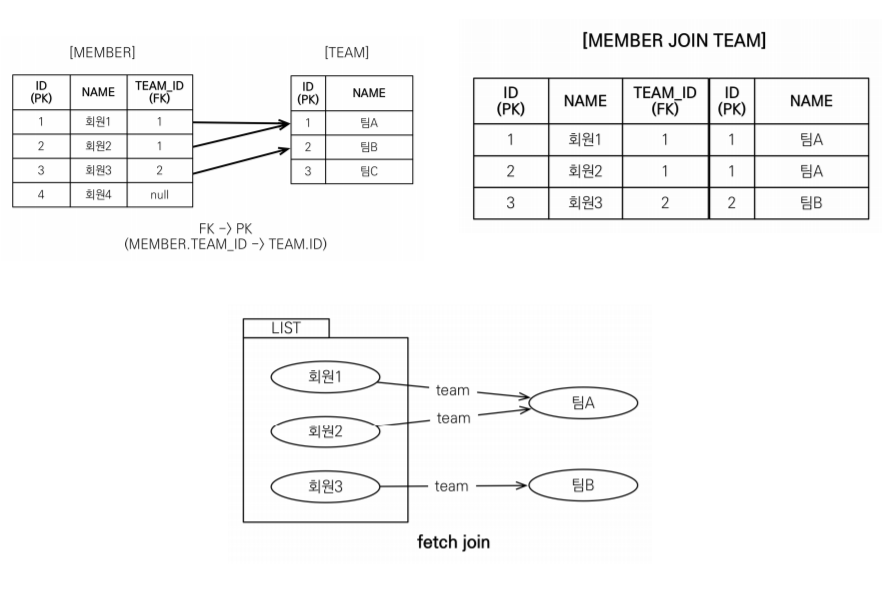 [MEMBER]
ID (PK) NAME TEAM_ID (FK)
1 회원1 1
2 회원2 1
3 회원3 2
4 회원4 null
[TEAM]
ID (PK) NAME
1 팀A
2 팀B
3 팀C
FK -> PK
(MEMBER.TEAM_ID -> TEAM.ID)
[MEMBER JOIN TEAM]
ID (PK) NAME TEAM_ID (FK) ID (PK) NAME
1 회원1 1 1 팀A
2 회원2 1 1 팀A
3 회원3 2 2 팀B
LIST
회원1 team 팀A
회원2 team
회원3 team 팀B
fetch join